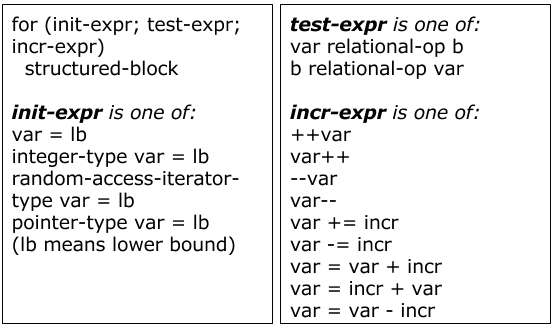 for (init-expr; test-expr;
incr-expr)
structured-block
init-expr is one of:
var = lb
integer-type var = lb
random-access-iterator-
type var = lb
pointer-type var = lb
(lb means lower bound)
test-expr is one of:
var relational-op b
b relational-op var
incr-expr is one of:
++var
var++
--var
var--
var += incr
var -= incr
var = var + incr
var = incr + var
var = var - incr